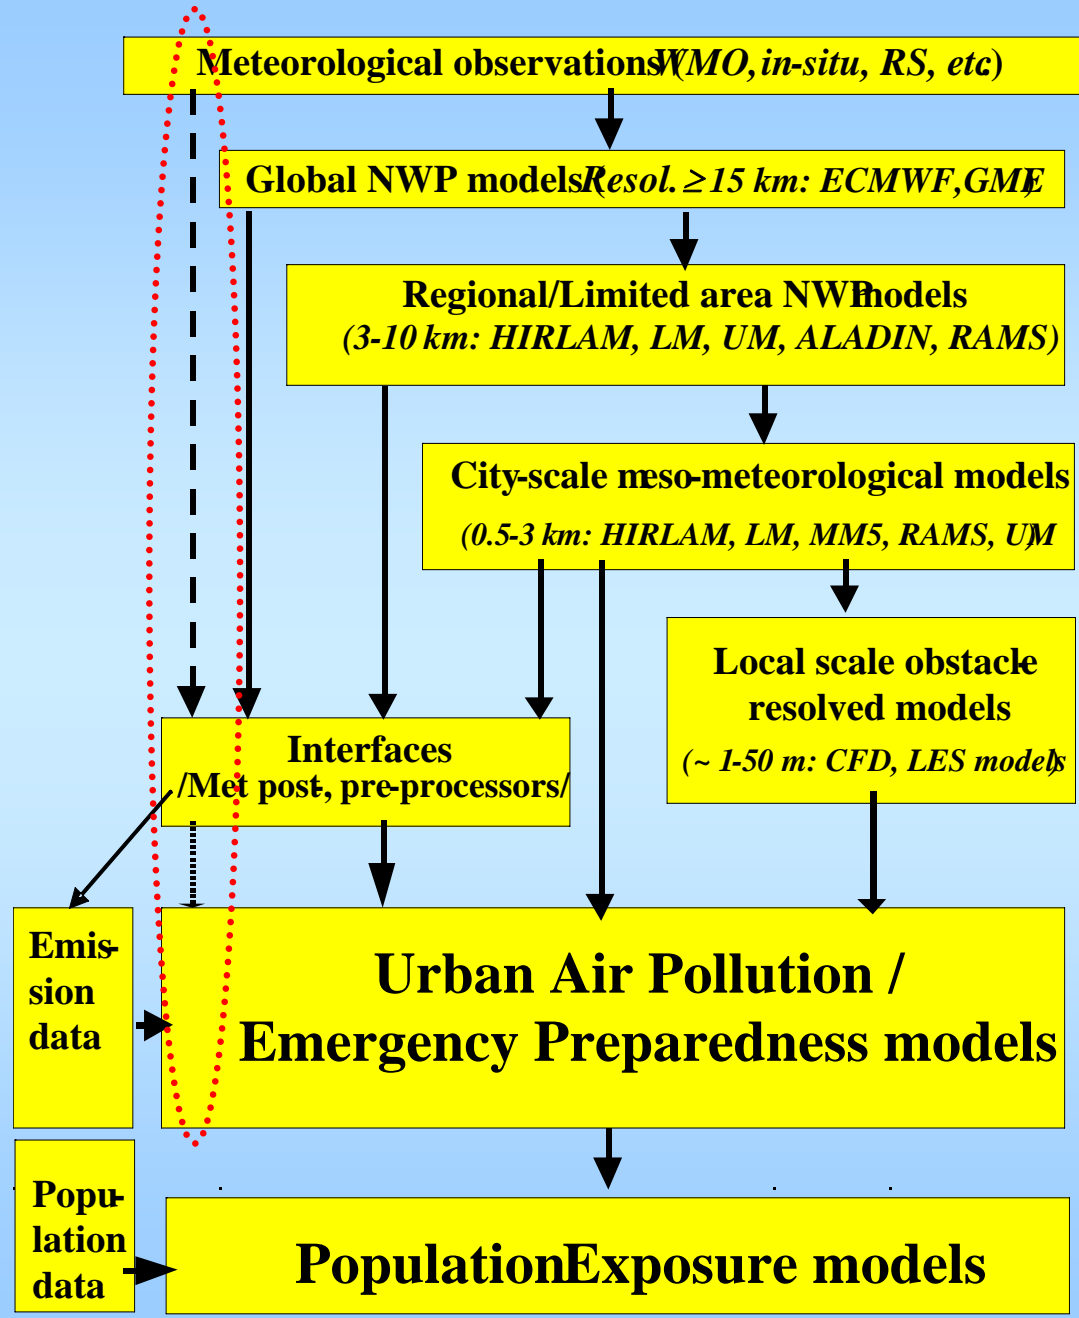 Meteorological observations (WMO, in-situ, RS, etc.)
Global NWP models (Resol. ≥ 15 km: ECMWF, GME)
Regional/Limited area NWP models
(3-10 km: HIRLAM, LM, UM, ALADIN, RAMS)
City-scale meso-meteorological models
(0.5-3 km: HIRLAM, LM, MM5, RAMS, UM)
Local scale obstacle-
resolved models
(~ 1-50 m: CFD, LES models)
Interfaces
/Met post-, pre-processors/
Emis-
sion
data
Urban Air Pollution /
Emergency Preparedness models
Popu-
lation
data
Population Exposure models